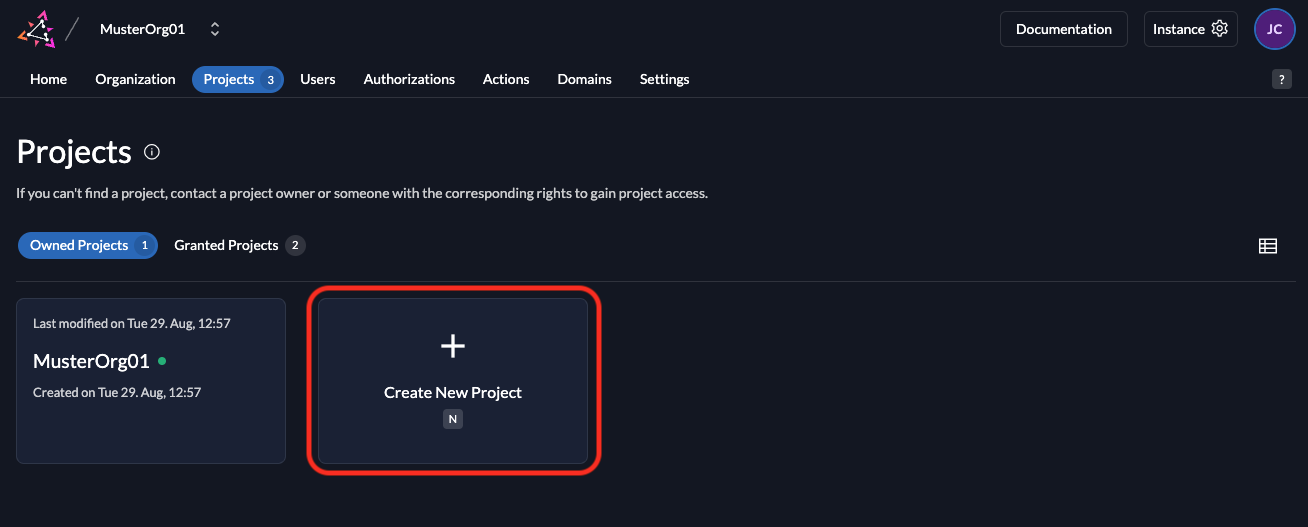 MusterOrg01
Documentation
Instance
JC
Home Organization Projects 3 Users Authorizations Actions Domains Settings ?
Projects
If you can't find a project, contact a project owner or someone with the corresponding rights to gain project access.
Owned Projects 1 Granted Projects 2
Last modified on Tue 29. Aug, 12:57
MusterOrg01
Created on Tue 29. Aug, 12:57
Create New Project
N